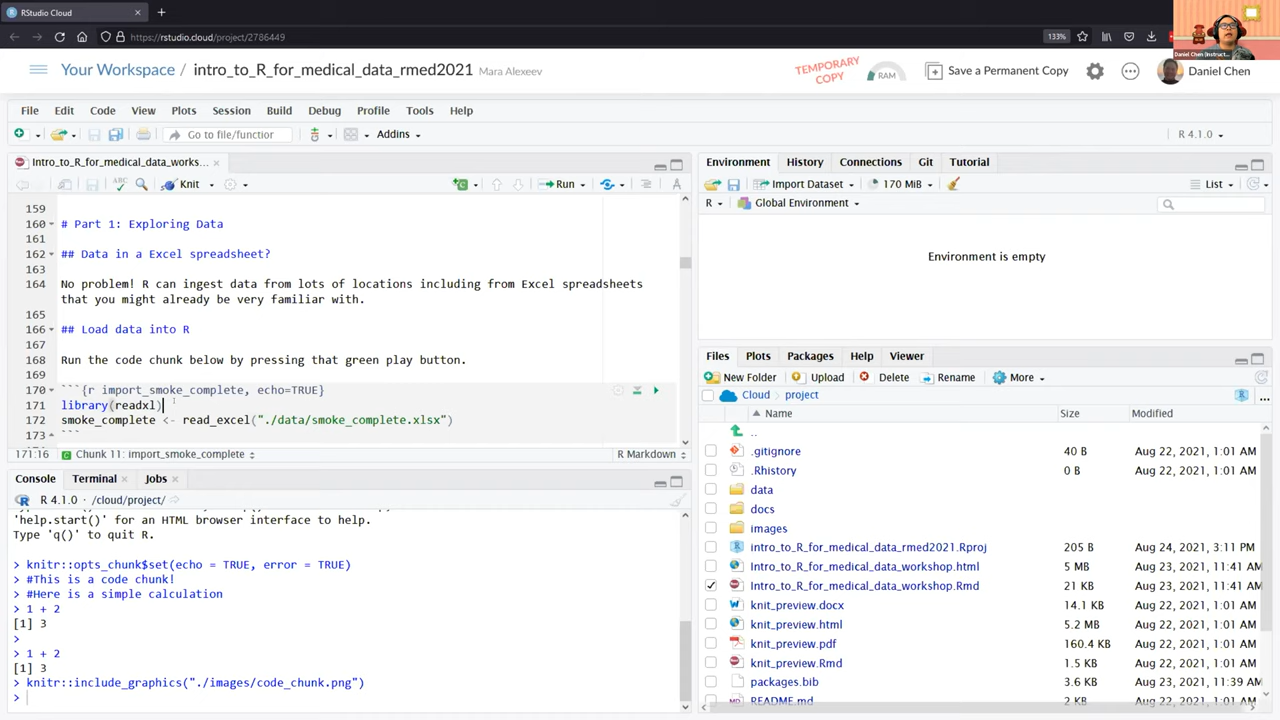 RStudio Cloud
https://rstudio.cloud/project/2786449
133%
Daniel Chen (Instruct...
Your Workspace / intro_to_R_for_medical_data_rmed2021 Mara Alexeev
TEMPORARY COPY
RAM
Save a Permanent Copy
Daniel Chen
File Edit Code View Plots Session Build Debug Profile Tools Help
Go to file/functior
Addins
R 4.1.0
Intro_to_R_for_medical_data_works...
Knit
Run
159
160 # Part 1: Exploring Data
161
162 ## Data in a Excel spreadsheet?
163
164 No problem! R can ingest data from lots of locations including from Excel spreadsheets
that you might already be very familiar with.
165
166 ## Load data into R
167
168 Run the code chunk below by pressing that green play button.
169
170 ```{r import_smoke_complete, echo=TRUE}
171 library(readxl)
172 smoke_complete <- read_excel("./data/smoke_complete.xlsx")
173 ```
171:16 Chunk 11: import_smoke_complete R Markdown
Console Terminal Jobs
R 4.1.0 · /cloud/project/
'help.start()' for an HTML browser interface to help.
Type 'q()' to quit R.
> knitr::opts_chunk$set(echo = TRUE, error = TRUE)
> #This is a code chunk!
> #Here is a simple calculation
> 1 + 2
[1] 3
>
> 1 + 2
[1] 3
> knitr::include_graphics("./images/code_chunk.png")
>
Environment History Connections Git Tutorial
Import Dataset 170 MiB List
R Global Environment
Environment is empty
Files Plots Packages Help Viewer
New Folder Upload Delete Rename More
Cloud project
Name Size Modified
..
.gitignore 40 B Aug 22, 2021, 1:01 AM
.Rhistory 0 B Aug 22, 2021, 1:01 AM
data
docs
images
intro_to_R_for_medical_data_rmed2021.Rproj 205 B Aug 24, 2021, 3:11 PM
Intro_to_R_for_medical_data_workshop.html 5 MB Aug 23, 2021, 11:41 AM
Intro_to_R_for_medical_data_workshop.Rmd 21 KB Aug 23, 2021, 11:41 AM
knit_preview.docx 14.1 KB Aug 22, 2021, 1:01 AM
knit_preview.html 5.2 MB Aug 22, 2021, 1:01 AM
knit_preview.pdf 160.4 KB Aug 22, 2021, 1:01 AM
knit_preview.Rmd 1.5 KB Aug 22, 2021, 1:01 AM
packages.bib 3.6 KB Aug 23, 2021, 11:39 AM
README.md 2 KB Aug 22, 2021, 1:01 AM